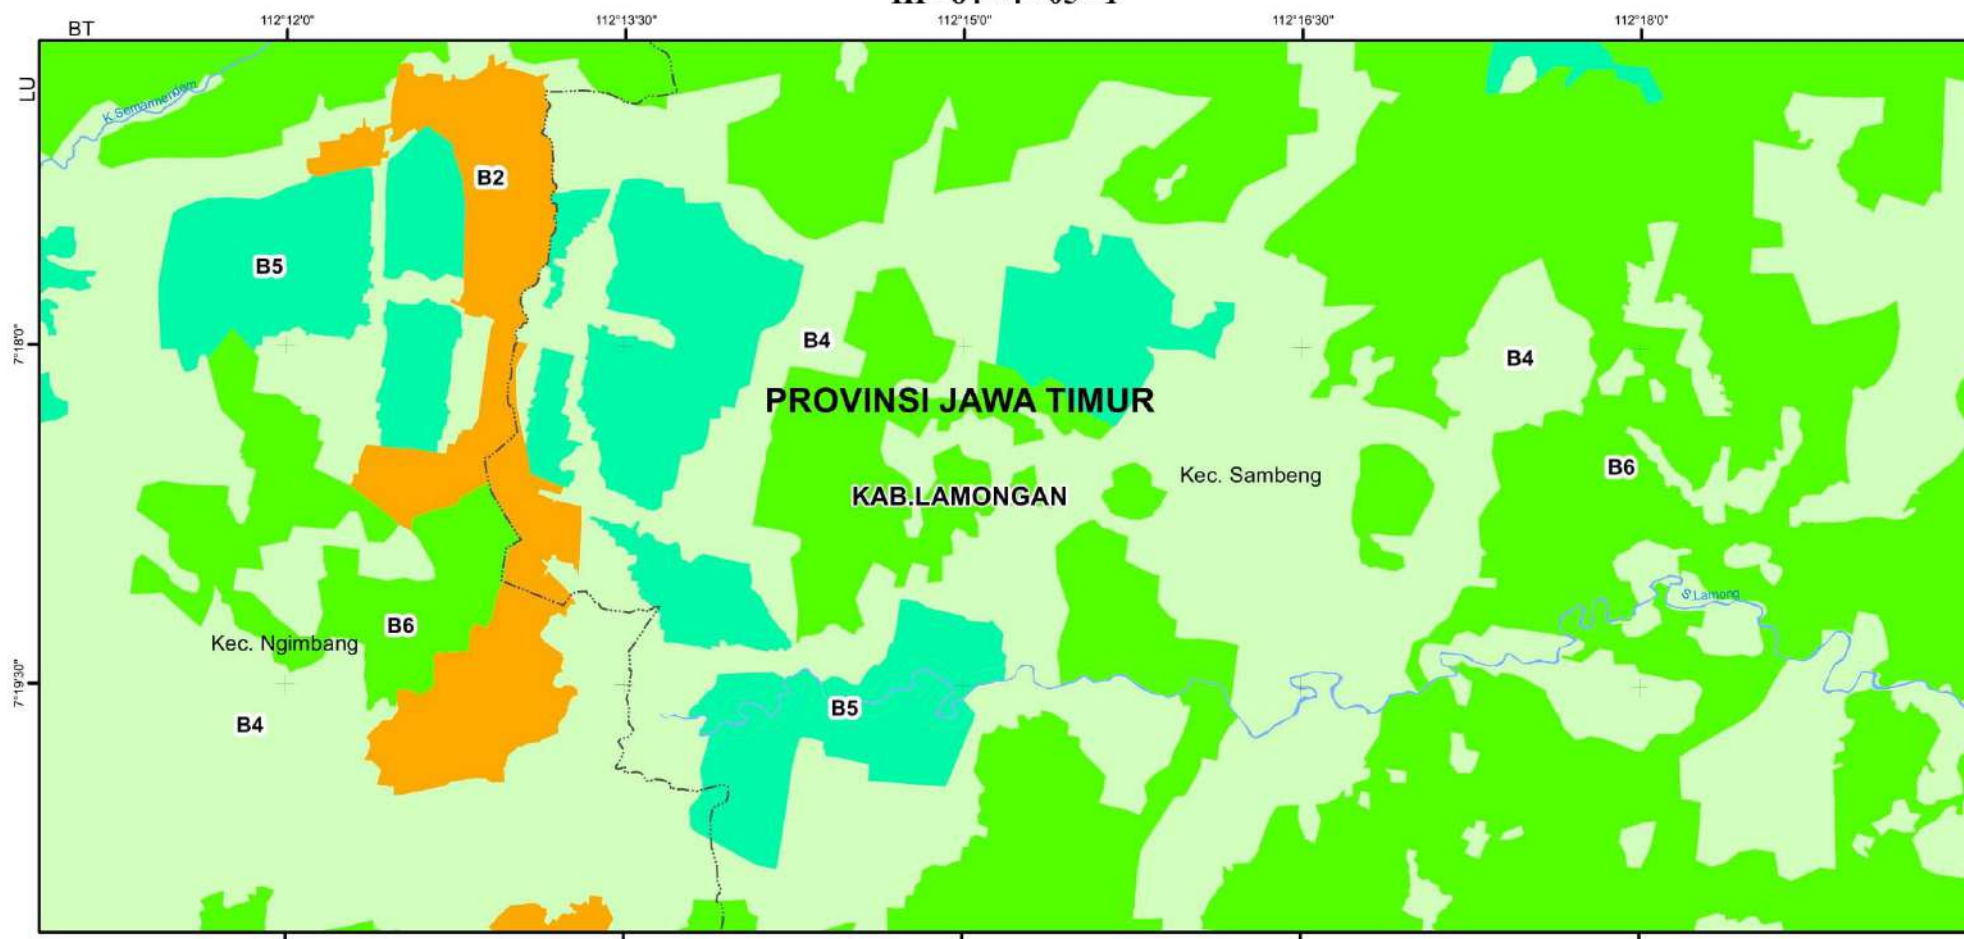 BT
112°12'0"
112°13'30"
112°15'0"
112°16'30"
112°18'0"
LU
K Semarmendem
B2
B5
7°18'0"
B4
B4
PROVINSI JAWA TIMUR
B6
Kec. Sambeng
KAB.LAMONGAN
S Lamong
B6
Kec. Ngimbang
7°19'30"
B5
B4